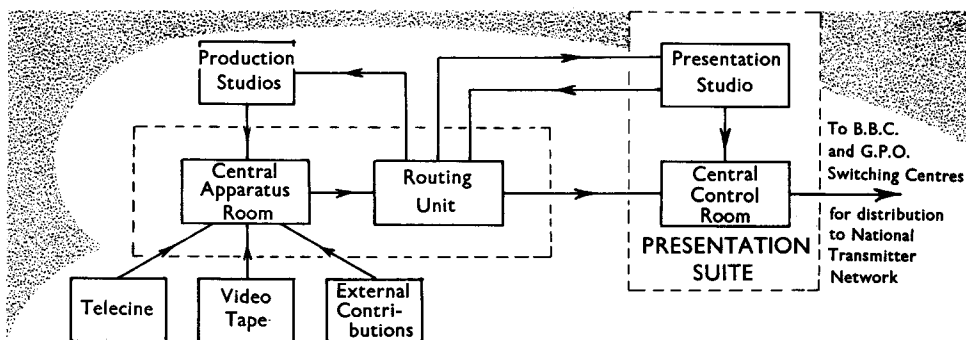 Production
Studios
Presentation
Studio
Central
Apparatus
Room
Routing
Unit
Central
Control
Room
To B.B.C.
and G.P.O.
Switching Centres
for distribution
to National
Transmitter
Network
PRESENTATION
SUITE
Telecine
Video
Tape
External
Contri-
butions